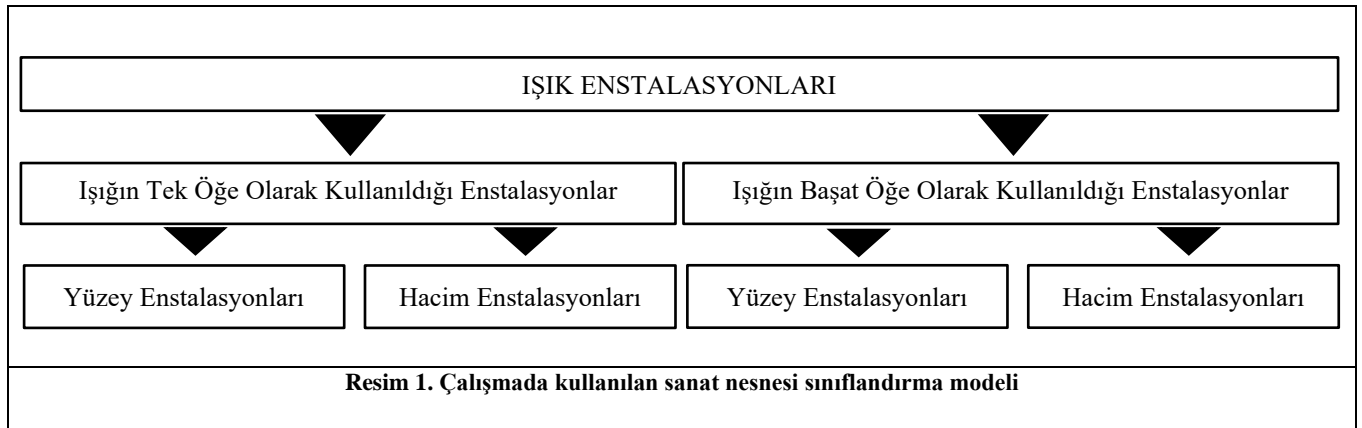 IŞIK ENSTALASYONLARI
Işığın Tek Öğe Olarak Kullanıldığı Enstalasyonlar
Işığın Başat Öğe Olarak Kullanıldığı Enstalasyonlar
Yüzey Enstalasyonları
Hacim Enstalasyonları
Yüzey Enstalasyonları
Hacim Enstalasyonları
Resim 1. Çalışmada kullanılan sanat nesnesi sınıflandırma modeli